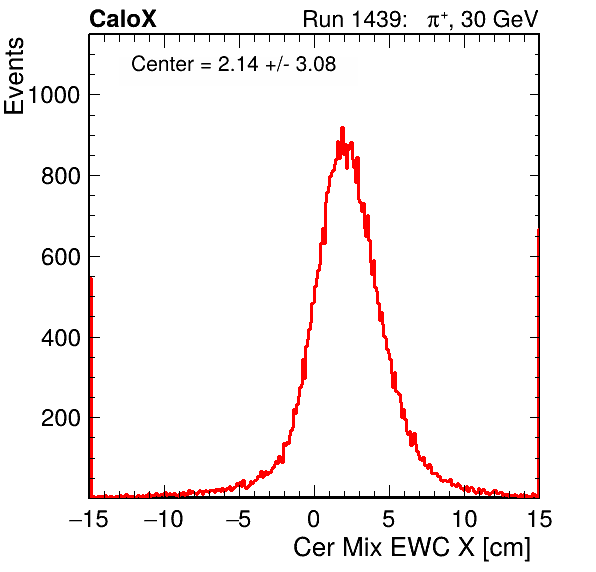 CaloX Run 1439: π⁺, 30 GeV
Center = 2.14 +/- 3.08
Events
1000
800
600
400
200
−15 −10 −5 0 5 10 15
Cer Mix EWC X [cm]